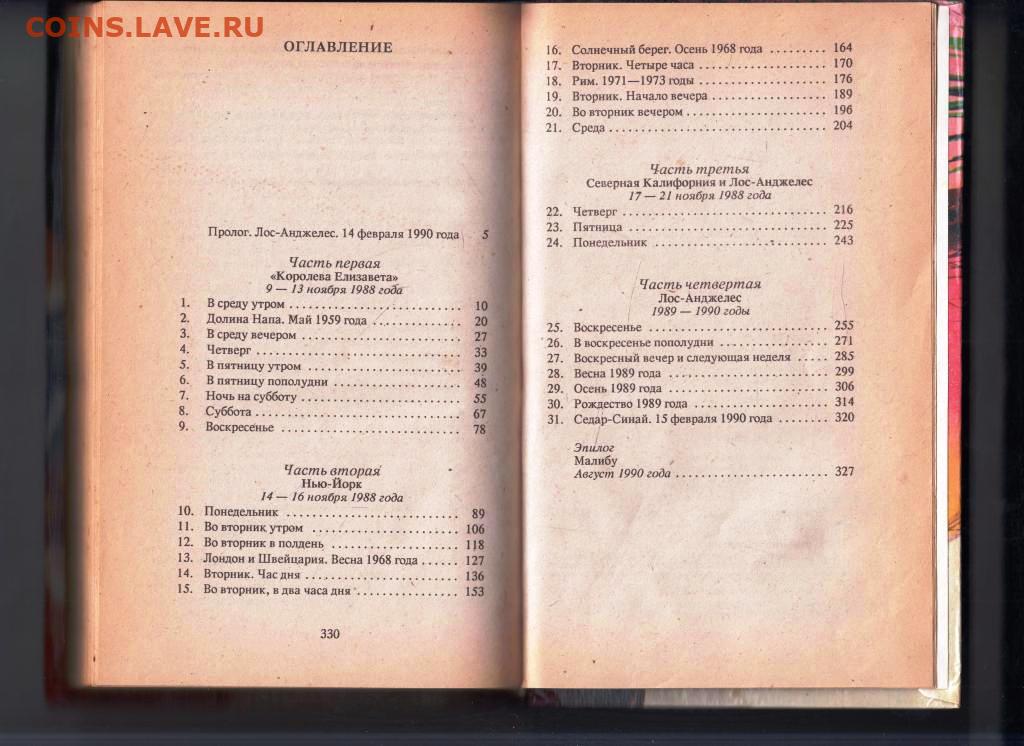 COINS.LAVE.RU
ОГЛАВЛЕНИЕ
Пролог. Лос-Анджелес. 14 февраля 1990 года 5
Часть первая
«Королева Елизавета»
9 — 13 ноября 1988 года
1. В среду утром 10
2. Долина Напа. Май 1959 года 20
3. В среду вечером 27
4. Четверг 33
5. В пятницу утром 39
6. В пятницу пополудни 48
7. Ночь на субботу 55
8. Суббота 67
9. Воскресенье 78
Часть вторая
Нью-Йорк
14 — 16 ноября 1988 года
10. Понедельник 89
11. Во вторник утром 106
12. Во вторник в полдень 118
13. Лондон и Швейцария. Весна 1968 года 127
14. Вторник. Час дня 136
15. Во вторник, в два часа дня 153
330
16. Солнечный берег. Осень 1968 года 164
17. Вторник. Четыре часа 170
18. Рим. 1971—1973 годы 176
19. Вторник. Начало вечера 189
20. Во вторник вечером 196
21. Среда 204
Часть третья
Северная Калифорния и Лос-Анджелес
17 — 21 ноября 1988 года
22. Четверг 216
23. Пятница 225
24. Понедельник 243
Часть четвертая
Лос-Анджелес
1989 — 1990 годы
25. Воскресенье 255
26. В воскресенье пополудни 271
27. Воскресный вечер и следующая неделя 285
28. Весна 1989 года 299
29. Осень 1989 года 306
30. Рождество 1989 года 314
31. Седар-Синай. 15 февраля 1990 года 320
Эпилог
Малибу
Август 1990 года 327